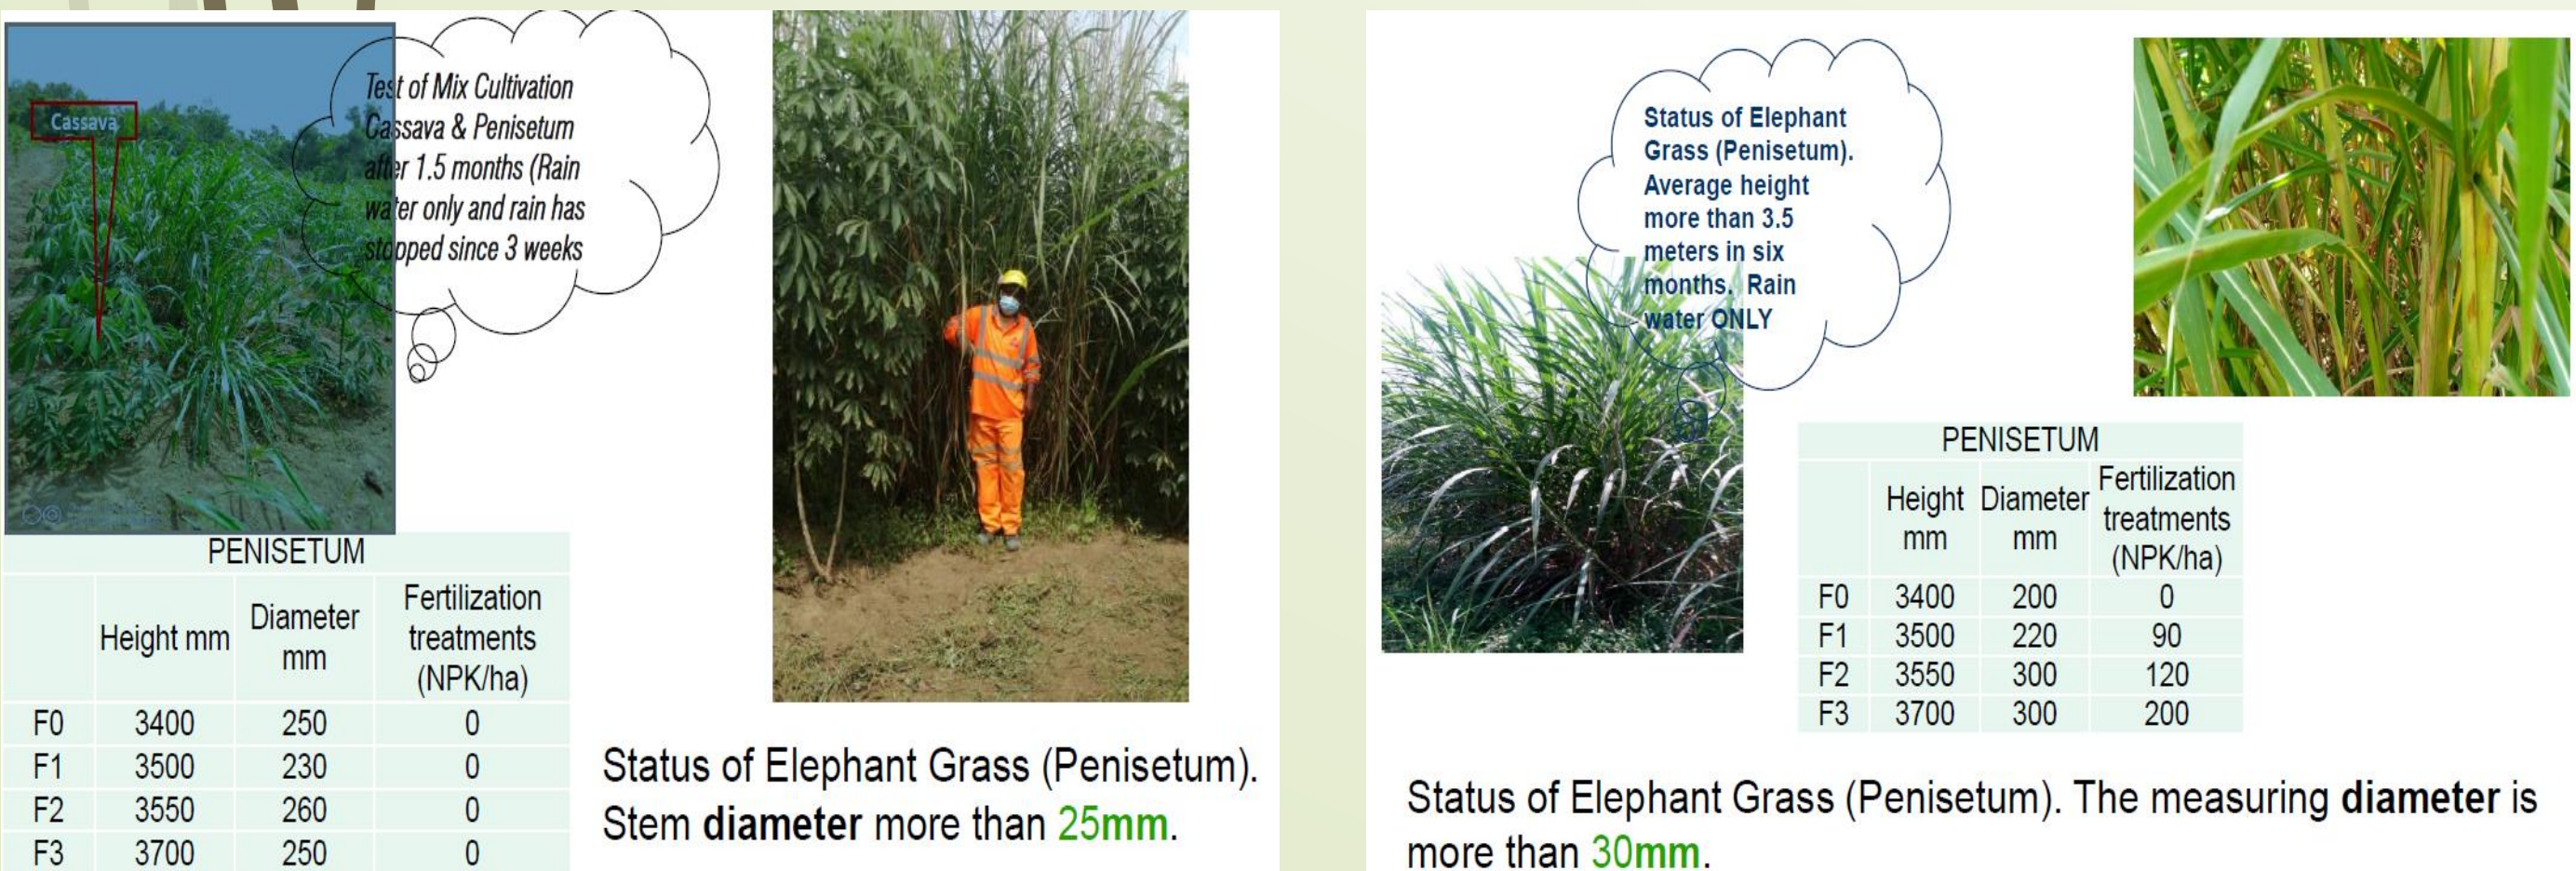 Cassava
Test of Mix Cultivation
Cassava & Penisetum
after 1.5 months (Rain
water only and rain has
stopped since 3 weeks
PENISETUM
Height mm Diameter mm Fertilization treatments (NPK/ha)
F0 3400 250 0
F1 3500 230 0
F2 3550 260 0
F3 3700 250 0
Status of Elephant Grass (Penisetum).
Stem diameter more than 25mm.
Status of Elephant
Grass (Penisetum).
Average height
more than 3.5
meters in six
months. Rain
water ONLY
PENISETUM
Height mm Diameter mm Fertilization treatments (NPK/ha)
F0 3400 200 0
F1 3500 220 90
F2 3550 300 120
F3 3700 300 200
Status of Elephant Grass (Penisetum). The measuring diameter is
more than 30mm.